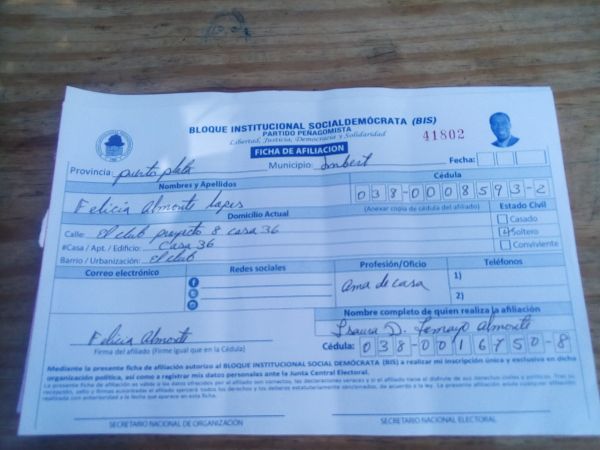 BLOQUE INSTITUCIONAL SOCIALDEMÓCRATA (BIS)
PARTIDO PEÑAGOMISTA
Libertad, Justicia, Democracia y Solidaridad
41802
FICHA DE AFILIACION
Provincia: puerto plata Municipio: Imbert Fecha:
Nombres y Apellidos Cédula
Felicia Almonte Lopes 038-0008593-2
(Anexar copia de cédula del afiliado)
Domicilio Actual Estado Civil
Calle: El club proyecto 8 casa 36 Casado
#Casa / Apt. / Edificio: Casa 36 Soltero
Barrio / Urbanización: El club Conviviente
Correo electrónico Redes sociales Profesión/Oficio Teléfonos
ama de casa 1)
2)
Nombre completo de quien realiza la afiliación
Felicia Almonte D. Almonte
Firma del afiliado (Firme igual que en la Cédula) Cédula: 038-0016750-8
Mediante la presente ficha de afiliación autorizo al BLOQUE INSTITUCIONAL SOCIAL DEMÓCRATA (BIS) a realizar mi inscripción única y exclusiva en dicha
organización política, así como a registrar mis datos personales ante la Junta Central Electoral.
SECRETARIO NACIONAL DE ORGANIZACIÓN SECRETARIO NACIONAL ELECTORAL